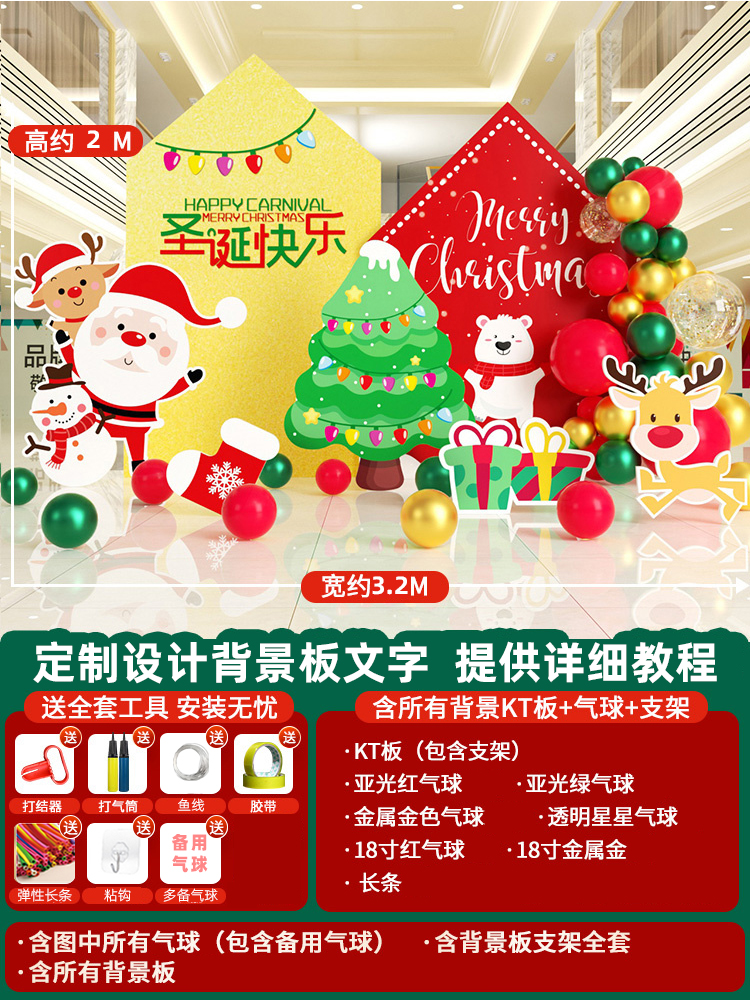 高约 2 M
HAPPY CARNIVAL
MERRY CHRISTMAS
圣诞快乐
Merry
Christmas
品牌
宽约3.2M
定制设计背景板文字 提供详细教程
送全套工具 安装无忧
送
送
送
送
打结器
打气筒
鱼线
胶带
送
送
送
备用
气球
弹性长条
粘钩
多备气球
含所有背景KT板+气球+支架
·KT板（包含支架）
·亚光红气球 ·亚光绿气球
·金属金色气球 ·透明星星气球
·18寸红气球 ·18寸金属金
·长条
·含图中所有气球（包含备用气球） ·含背景板支架全套
·含所有背景板